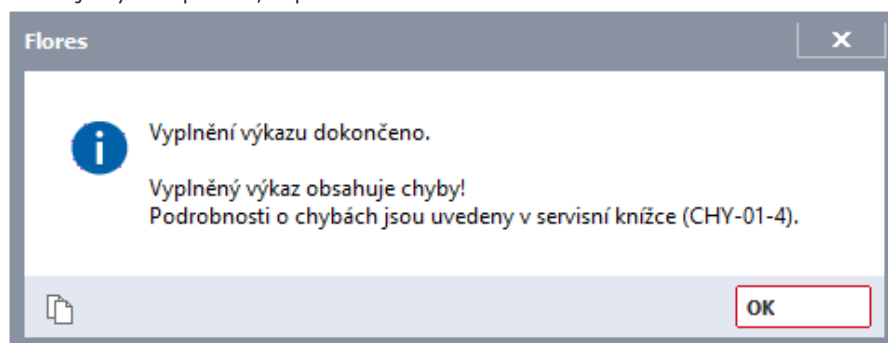 Flores
Vyplnění výkazu dokončeno.
Vyplněný výkaz obsahuje chyby!
Podrobnosti o chybách jsou uvedeny v servisní knížce (CHY-01-4).
OK